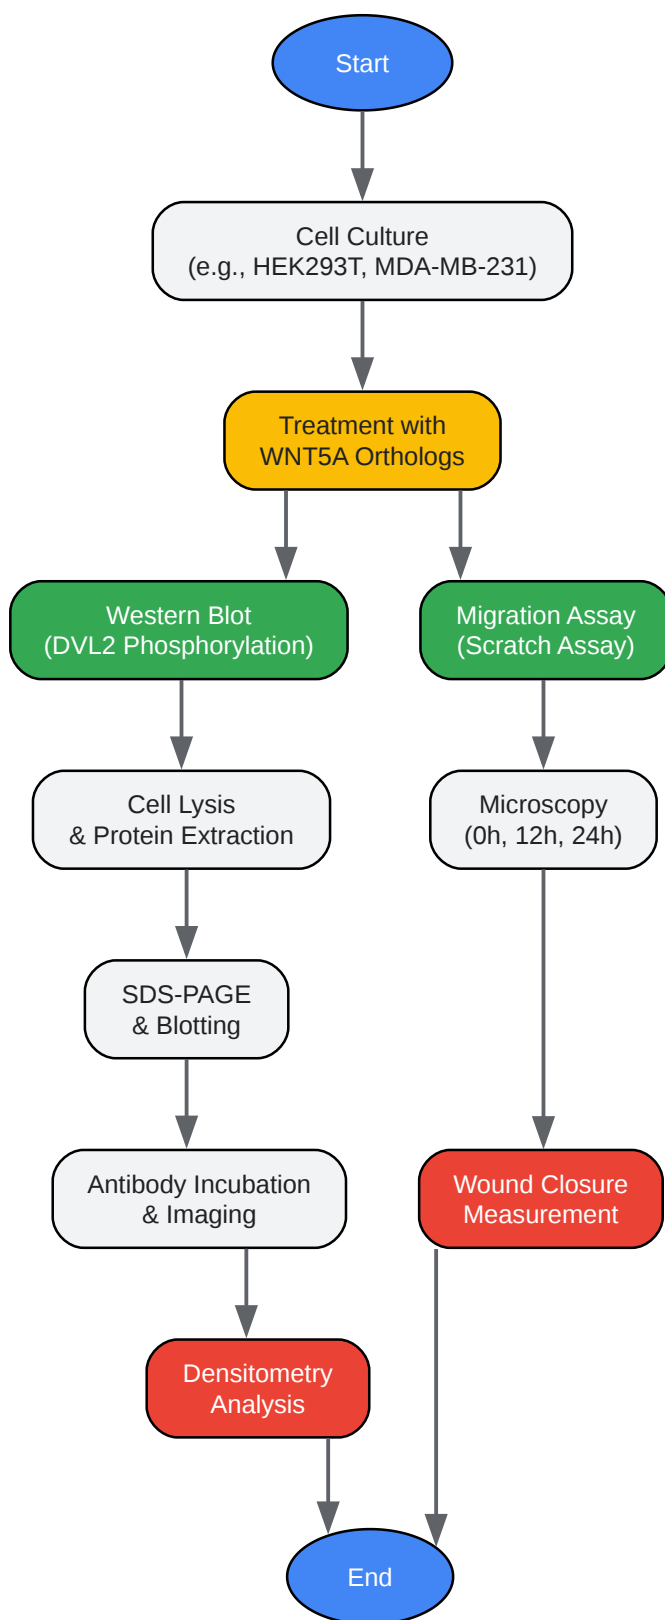 Start
Cell Culture
(e.g., HEK293T, MDA-MB-231)
Treatment with
WNT5A Orthologs
Western Blot
(DVL2 Phosphorylation)
Migration Assay
(Scratch Assay)
Cell Lysis
& Protein Extraction
Microscopy
(0h, 12h, 24h)
SDS-PAGE
& Blotting
Antibody Incubation
& Imaging
Wound Closure
Measurement
Densitometry
Analysis
End